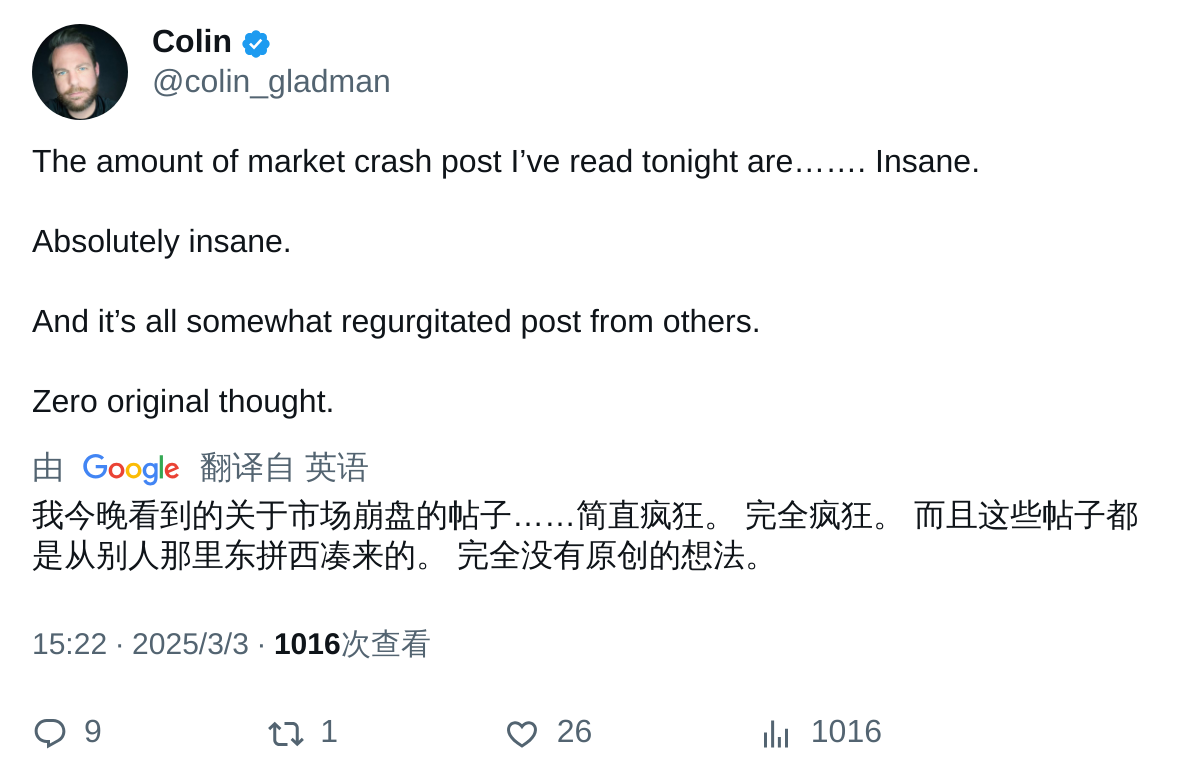 Colin
@colin_gladman
The amount of market crash post I’ve read tonight are……. Insane.
Absolutely insane.
And it’s all somewhat regurgitated post from others.
Zero original thought.
由 Google 翻译自 英语
我今晚看到的关于市场崩盘的帖子……简直疯狂。 完全疯狂。 而且这些帖子都
是从别人那里东拼西凑来的。 完全没有原创的想法。
15:22 · 2025/3/3 · 1016次查看
9 1 26 1016